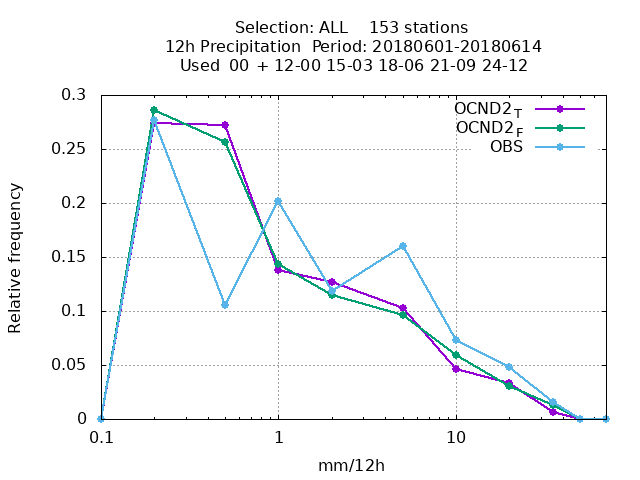 Selection: ALL    153 stations
12h Precipitation  Period: 20180601-20180614
Used  00 + 12-00 15-03 18-06 21-09 24-12
OCND2 T
OCND2 F
OBS
0.3
0.25
0.2
0.15
0.1
0.05
0
Relative frequency
0.1
1
10
mm/12h